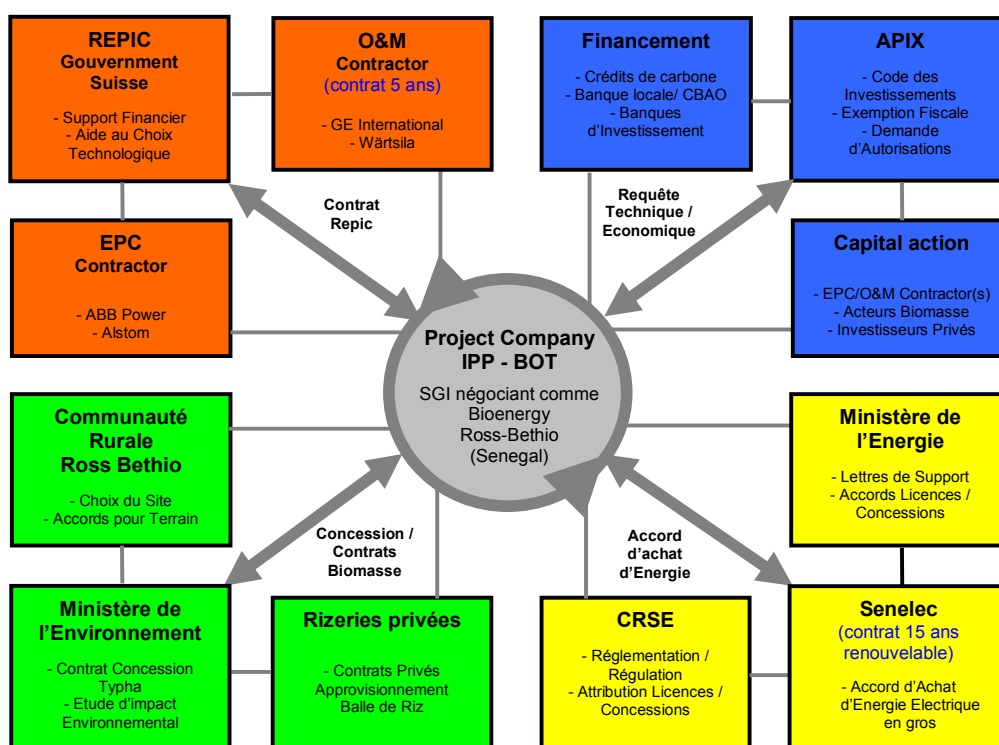 REPIC
Gouvernment
Suisse
- Support Financier
- Aide au Choix
Technologique
O&M
Contractor
(contrat 5 ans)
- GE International
- Wärtsila
Financement
- Crédits de carbone
- Banque locale/ CBAO
- Banques
d'Investissement
APIX
- Code des
Investissements
- Exemption Fiscale
- Demande
d'Autorisations
Contrat
Repic
Requête
Technique /
Economique
EPC
Contractor
- ABB Power
- Alstom
Capital action
- EPC/O&M Contractor(s)
- Acteurs Biomasse
- Investisseurs Privés
Project Company
IPP - BOT
SGI négociant comme
Bioenergy
Ross-Bethio
(Senegal)
Communauté
Rurale
Ross Bethio
- Choix du Site
- Accords pour Terrain
Ministère de
l'Energie
- Lettres de Support
- Accords Licences /
Concessions
Concession /
Contrats
Biomasse
Accord
d'achat
d'Energie
Ministère de
l'Environnement
- Contrat Concession
Typha
- Etude d'impact
Environnemental
Rizeries privées
- Contrats Privés
Approvisionnement
Balle de Riz
CRSE
- Réglementation /
Régulation
- Attribution Licences /
Concessions
Senelec
(contrat 15 ans
renouvelable)
- Accord d'Achat
d'Energie Electrique
en gros